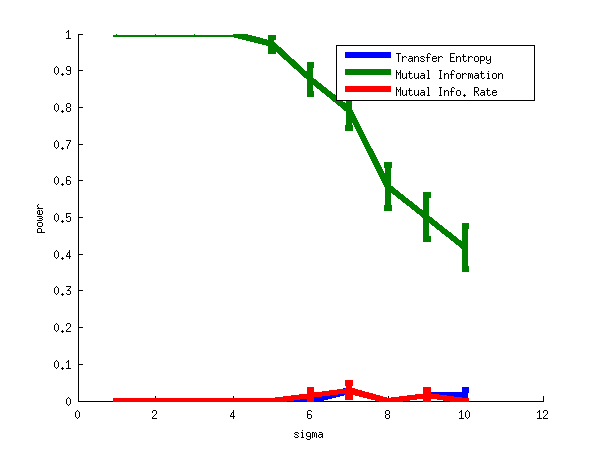 Transfer Entropy
Mutual Information
Mutual Info. Rate
1
0.9
0.8
0.7
0.6
0.5
0.4
0.3
0.2
0.1
0
power
0 2 4 6 8 10 12
sigma